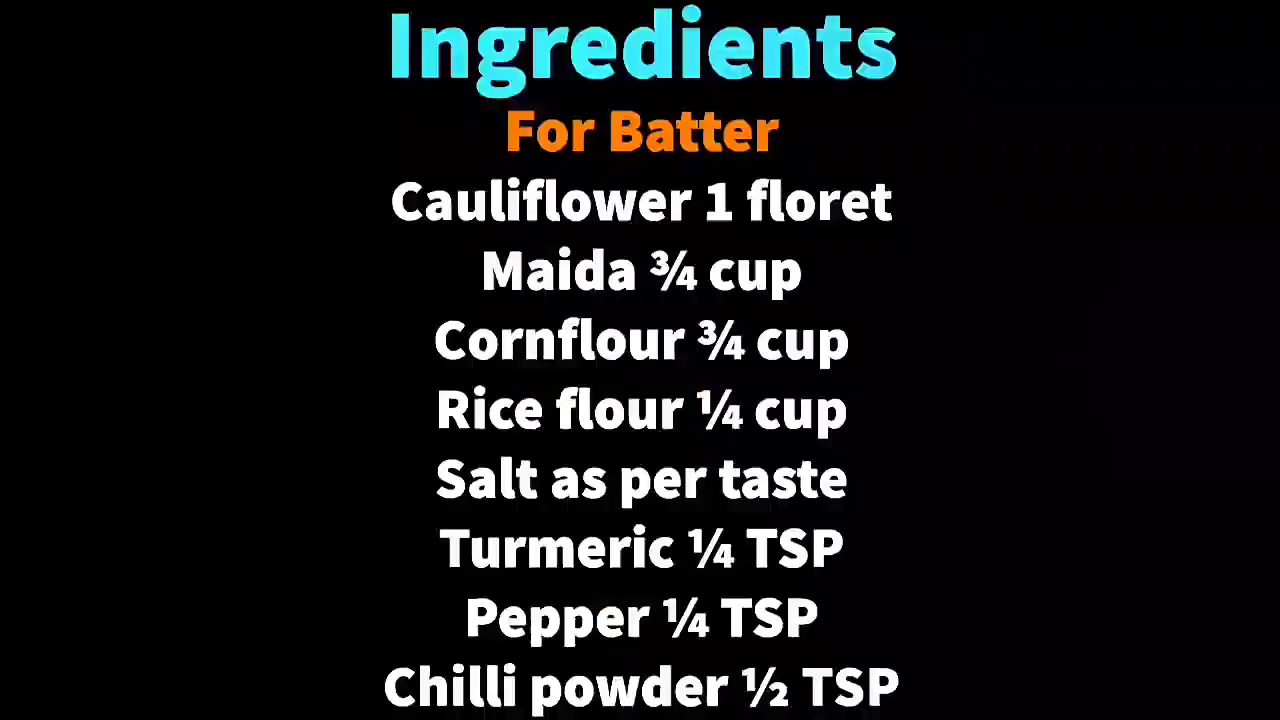 Ingredients
For Batter
Cauliflower 1 floret
Maida ¾ cup
Cornflour ¾ cup
Rice flour ¼ cup
Salt as per taste
Turmeric ¼ TSP
Pepper ¼ TSP
Chilli powder ½ TSP